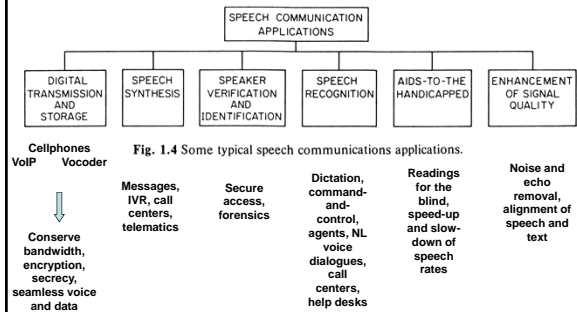 SPEECH COMMUNICATION
APPLICATIONS
DIGITAL
TRANSMISSION
AND
STORAGE
SPEECH
SYNTHESIS
SPEAKER
VERIFICATION
AND
IDENTIFICATION
SPEECH
RECOGNITION
AIDS-TO-THE
HANDICAPPED
ENHANCEMENT
OF SIGNAL
QUALITY
Fig. 1.4 Some typical speech communications applications.
Cellphones
VoIP Vocoder
Conserve
bandwidth,
encryption,
secrecy,
seamless voice
and data
Messages,
IVR, call
centers,
telematics
Secure
access,
forensics
Dictation,
command-
and-
control,
agents, NL
voice
dialogues,
call
centers,
help desks
Readings
for the
blind,
speed-up
and slow-
down of
speech
rates
Noise and
echo
removal,
alignment of
speech and
text